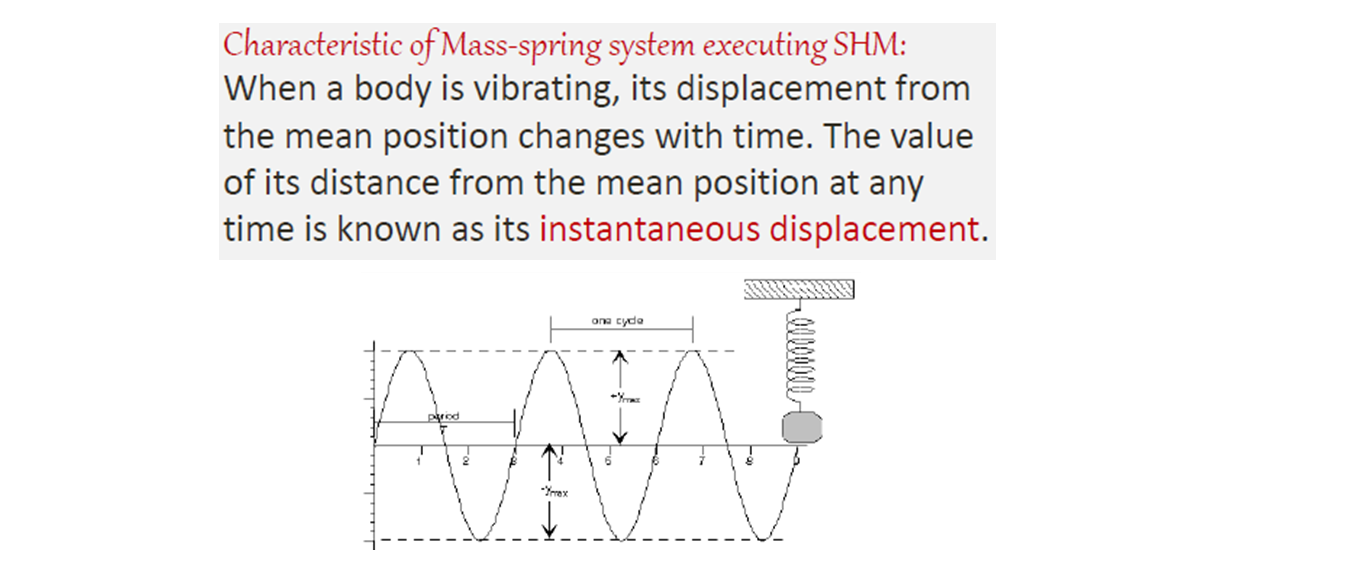 Characteristic of Mass-spring system executing SHM:
When a body is vibrating, its displacement from
the mean position changes with time. The value
of its distance from the mean position at any
time is known as its instantaneous displacement.
one cycle
+Ymax
period
T
1 2 3 4 5 6 7 8 9
-Ymax